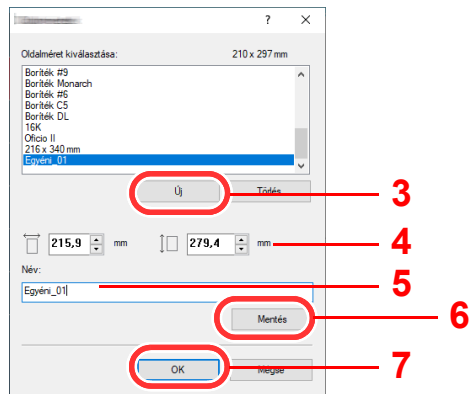 ? ×
Oldalméret kiválasztása: 210 x 297 mm
Boríték #9
Boríték Monarch
Boríték #6
Boríték C5
Boríték DL
16K
Oficio II
216 x 340 mm
Egyéni_01
Új Törlés 3
215,9 mm 279,4 mm 4
Név:
Egyéni_01 5
Mentés 6
OK Mégse 7